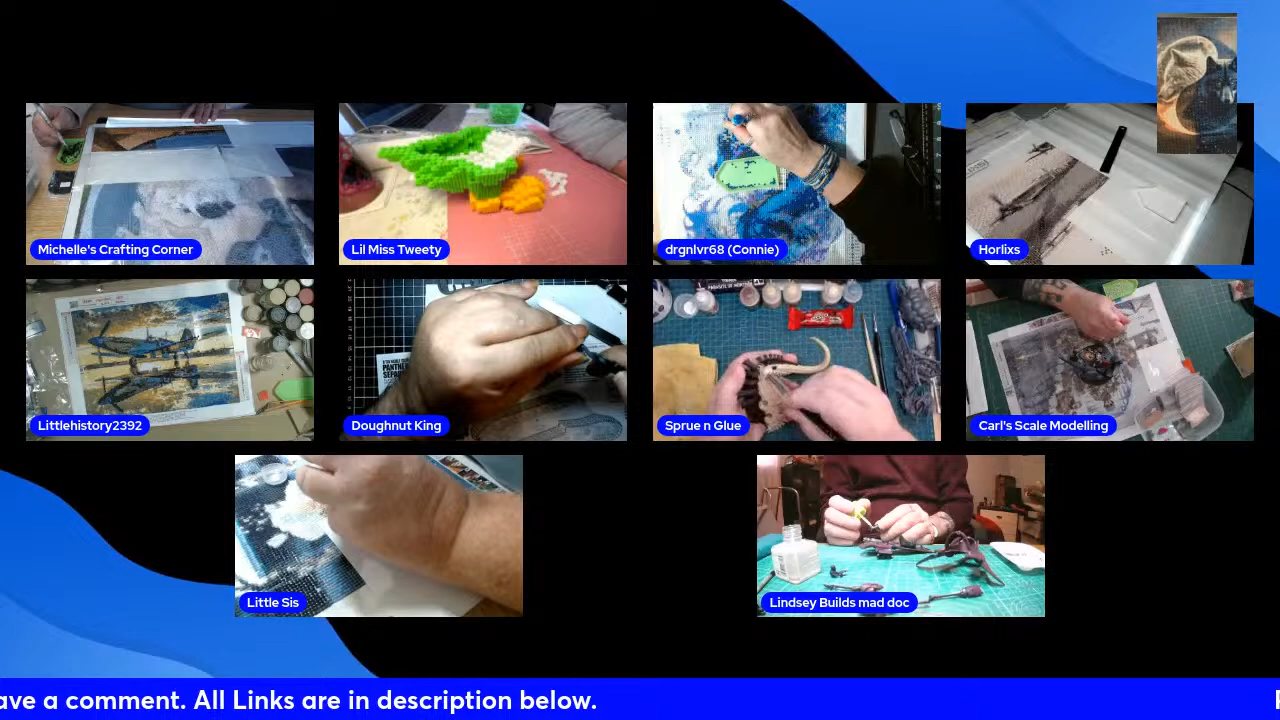 Michelle's Crafting Corner
Lil Miss Tweety
drgnlvr68 (Connie)
Horlixs
Littlehistory2392
PANTHE
Doughnut King
Sprue n Glue
Carl's Scale Modelling
Little Sis
Lindsey Builds mad doc
ave a comment. All Links are in description below.